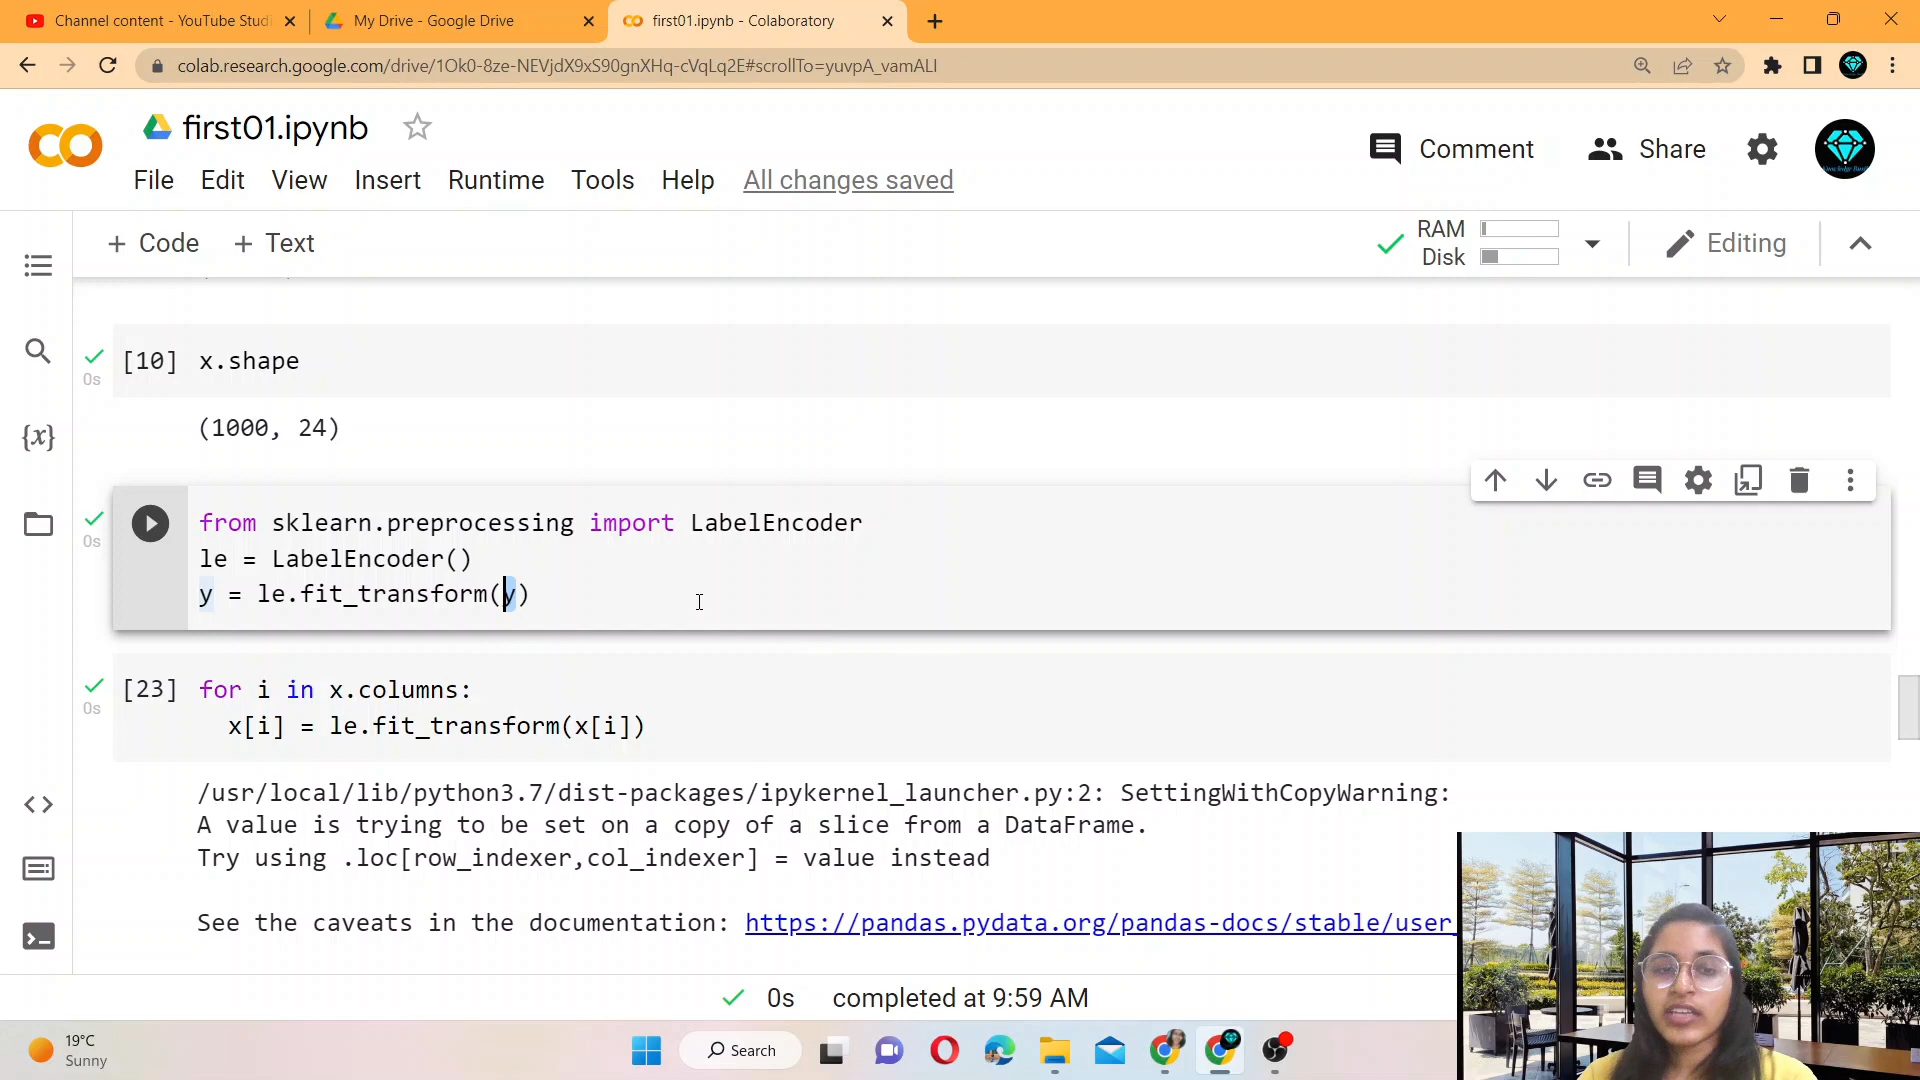 Channel content - YouTube Studi
My Drive - Google Drive
first01.ipynb - Colaboratory
colab.research.google.com/drive/1Ok0-8ze-NEVjdX9xS90gnXHq-cVqLq2E#scrollTo=yuvpA_vamALI
first01.ipynb
Comment
Share
File Edit View Insert Runtime Tools Help All changes saved
+ Code + Text
RAM
Disk
Editing
[10] x.shape
0s
(1000, 24)
from sklearn.preprocessing import LabelEncoder
0s
le = LabelEncoder()
y = le.fit_transform(y)
[23] for i in x.columns:
0s
x[i] = le.fit_transform(x[i])
/usr/local/lib/python3.7/dist-packages/ipykernel_launcher.py:2: SettingWithCopyWarning:
A value is trying to be set on a copy of a slice from a DataFrame.
Try using .loc[row_indexer,col_indexer] = value instead
See the caveats in the documentation: https://pandas.pydata.org/pandas-docs/stable/user_
0s completed at 9:59 AM
19°C
Sunny
Search